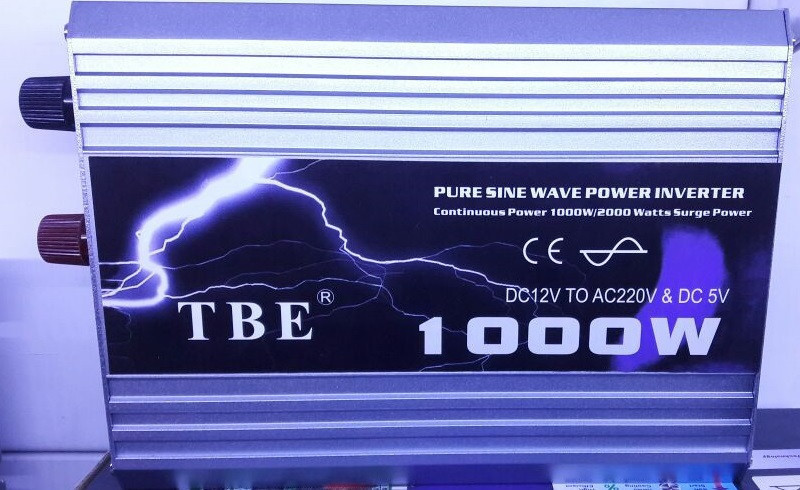 PURE SINE WAVE POWER INVERTER
Continuous Power 1000W/2000 Watts Surge Power
CE
DC12V TO AC220V & DC 5V
TBE®
1000W